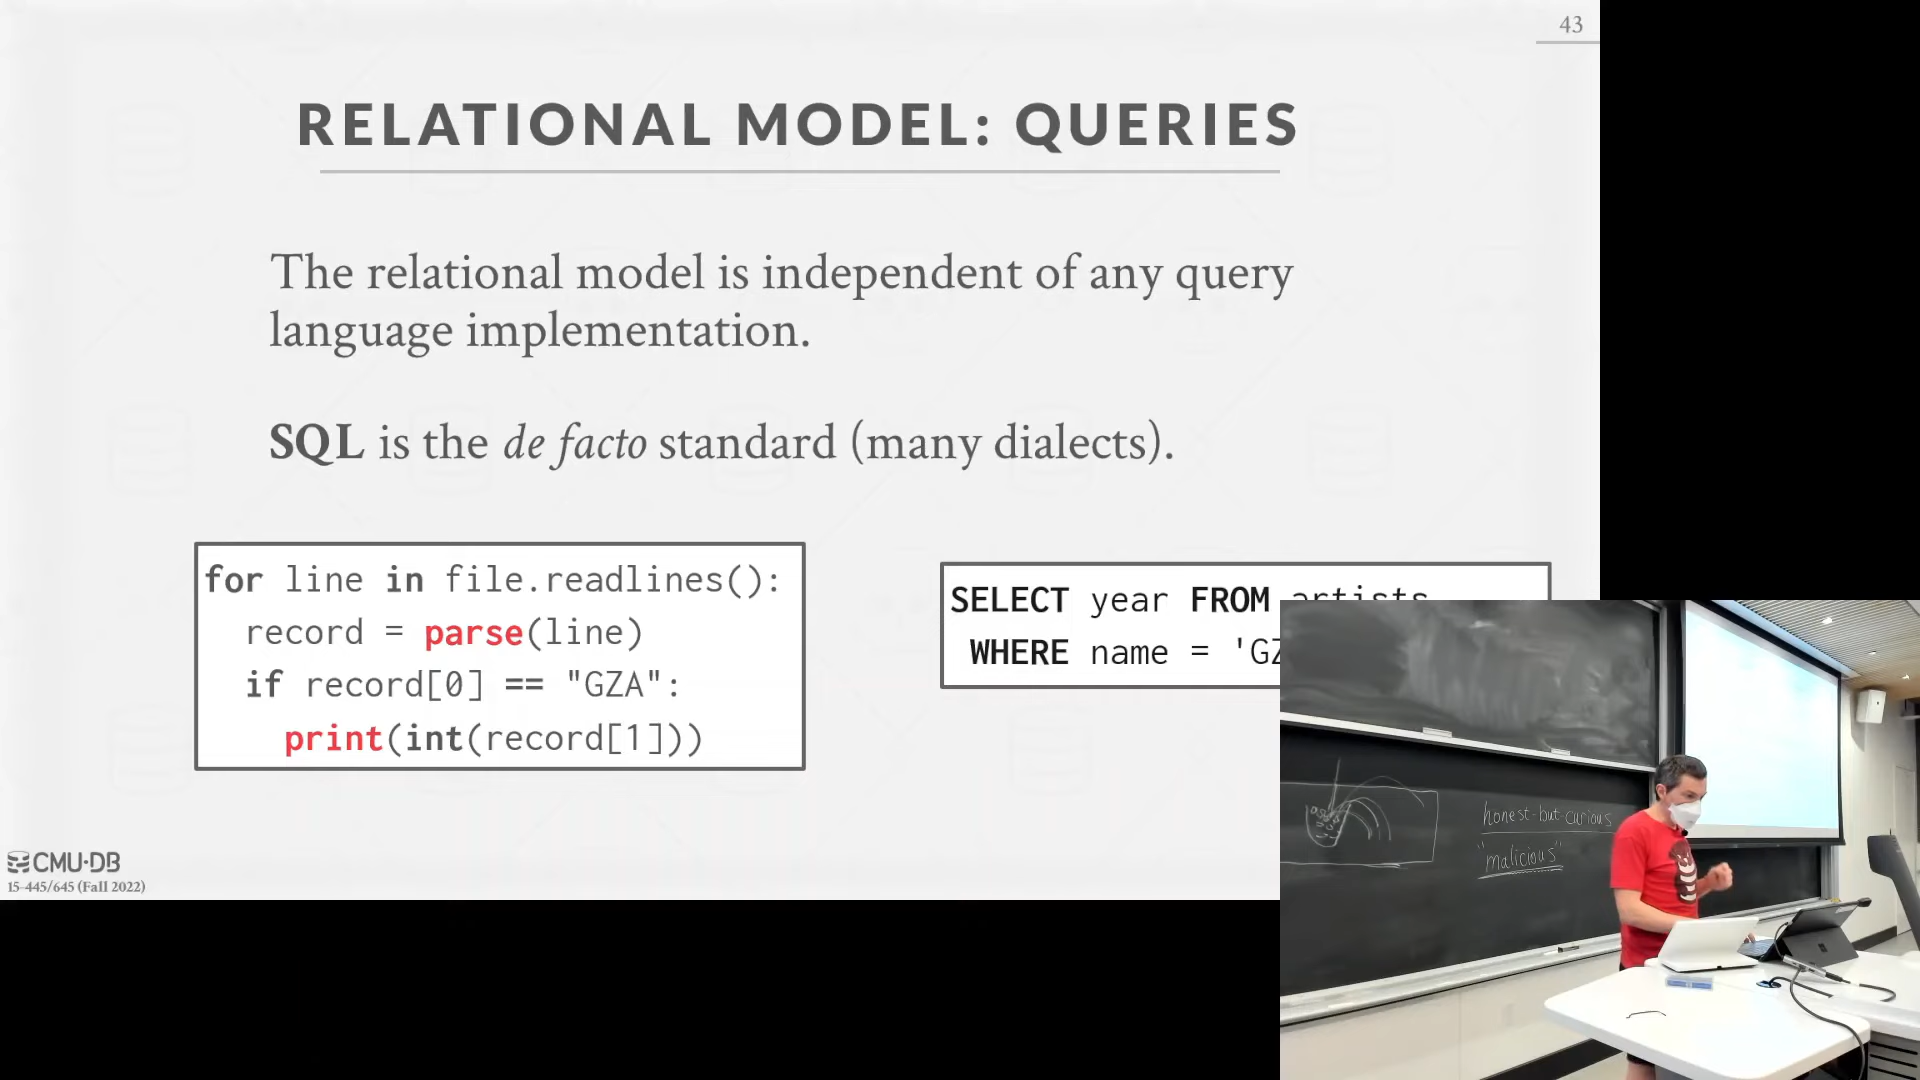 43
RELATIONAL MODEL: QUERIES
The relational model is independent of any query
language implementation.
SQL is the de facto standard (many dialects).
for line in file.readlines():
record = parse(line)
if record[0] == "GZA":
print(int(record[1]))
SELECT year FROM artists
WHERE name = 'GZ
CMU·DB
15-445/645 (Fall 2022)
honest-but-curious
"malicious"